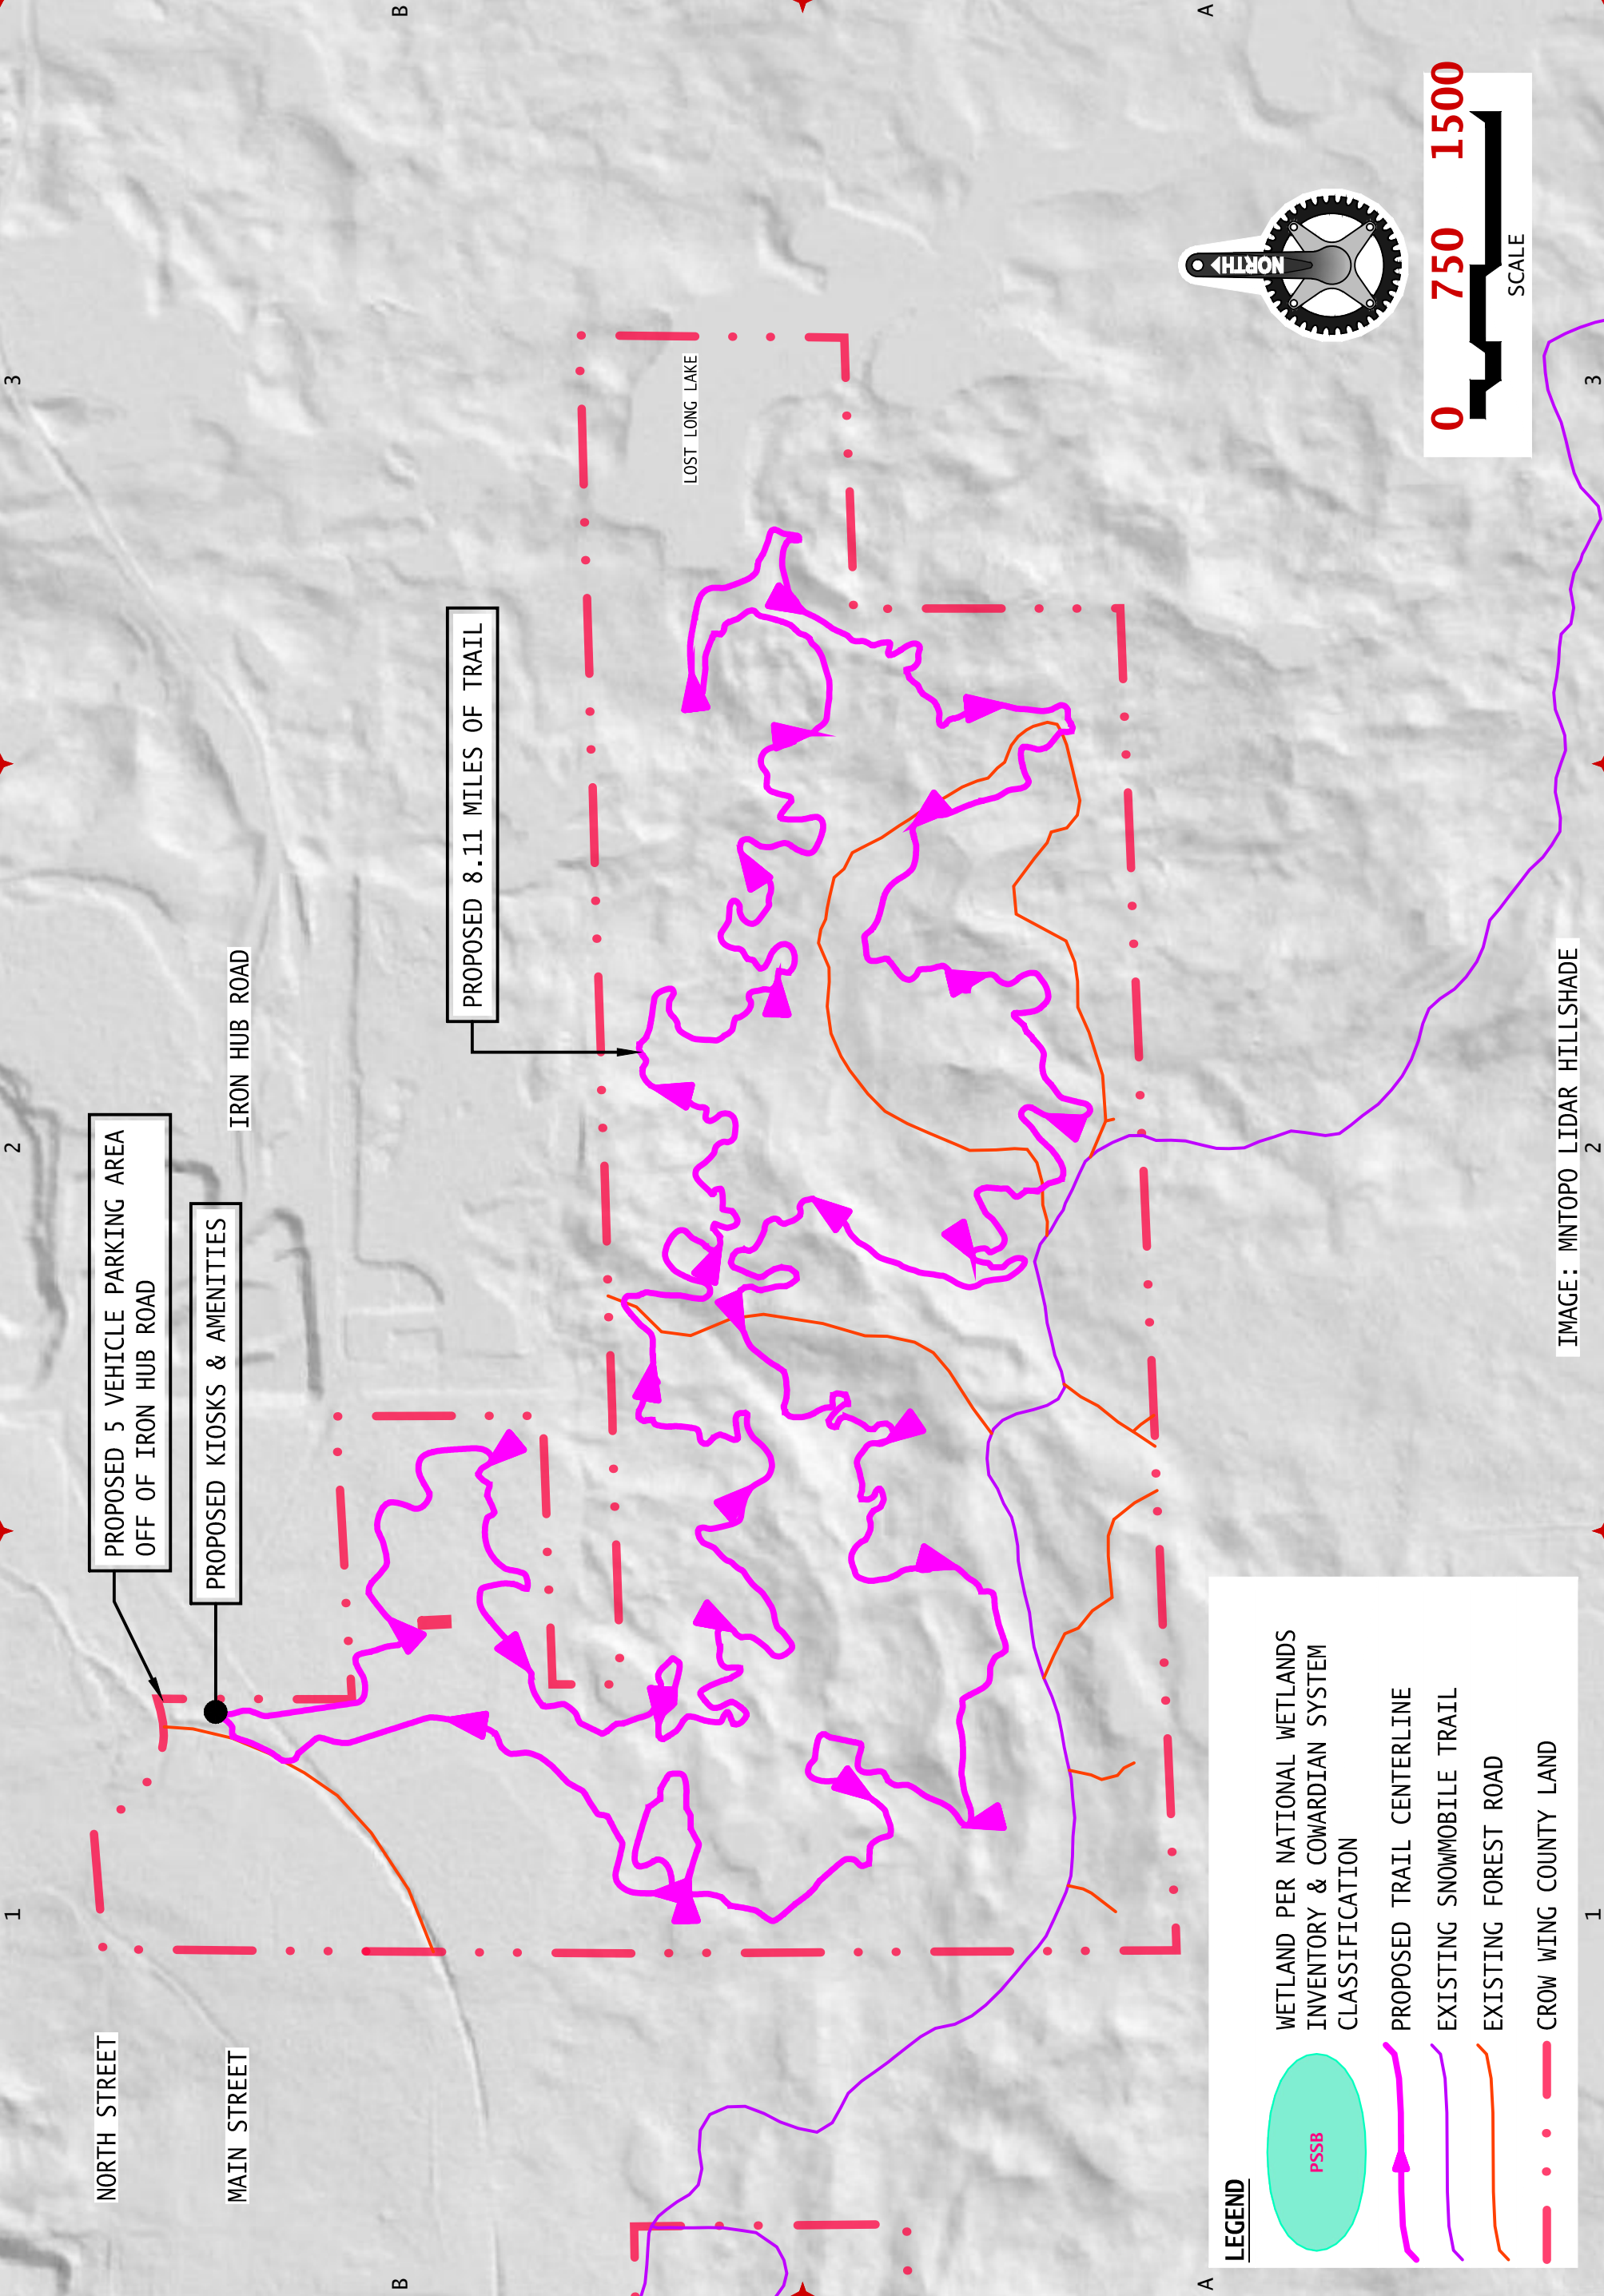 B
A
3
3
1500
750
0
SCALE
NORTH
LOST LONG LAKE
PROPOSED 8.11 MILES OF TRAIL
IRON HUB ROAD
PROPOSED 5 VEHICLE PARKING AREA
OFF OF IRON HUB ROAD
PROPOSED KIOSKS & AMENITIES
2
2
IMAGE: MNTOPO LIDAR HILLSHADE
NORTH STREET
MAIN STREET
1
1
LEGEND
PSSB
WETLAND PER NATIONAL WETLANDS
INVENTORY & COWARDIAN SYSTEM
CLASSIFICATION
PROPOSED TRAIL CENTERLINE
EXISTING SNOWMOBILE TRAIL
EXISTING FOREST ROAD
CROW WING COUNTY LAND
B
A